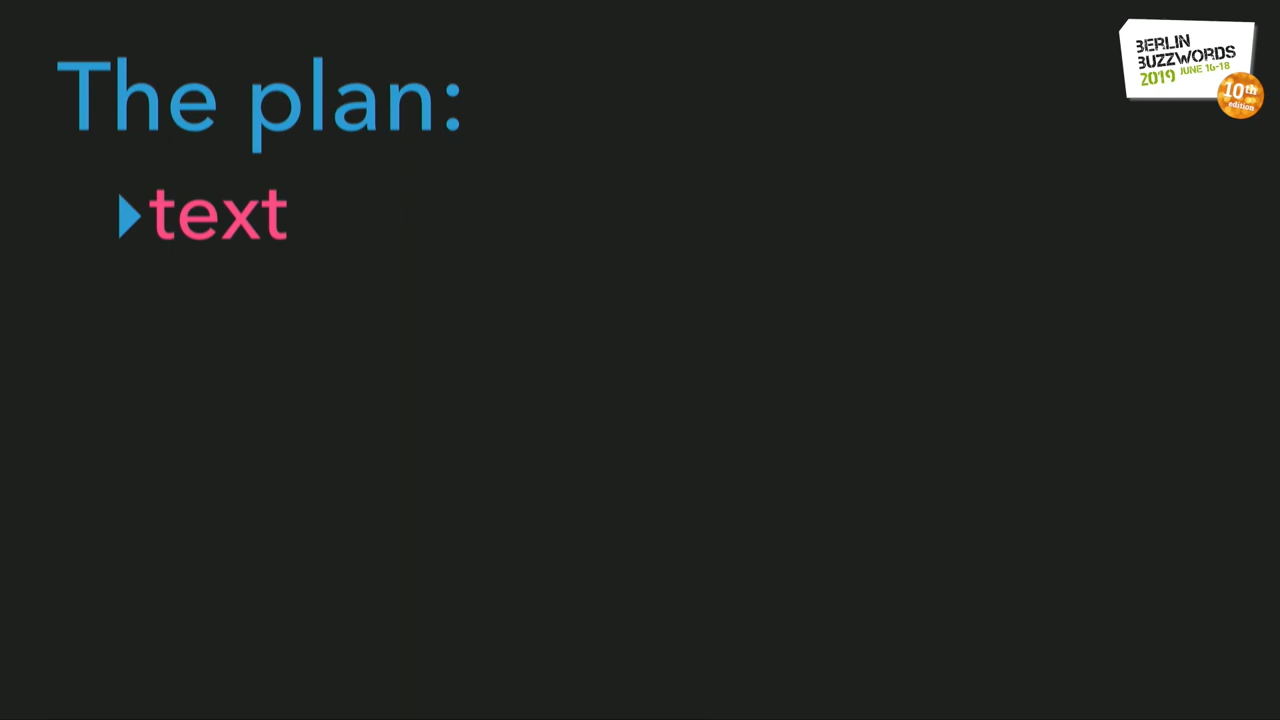 The plan:
text
BERLIN
BUZZWORDS
2019 JUNE 16-18
10th
edition